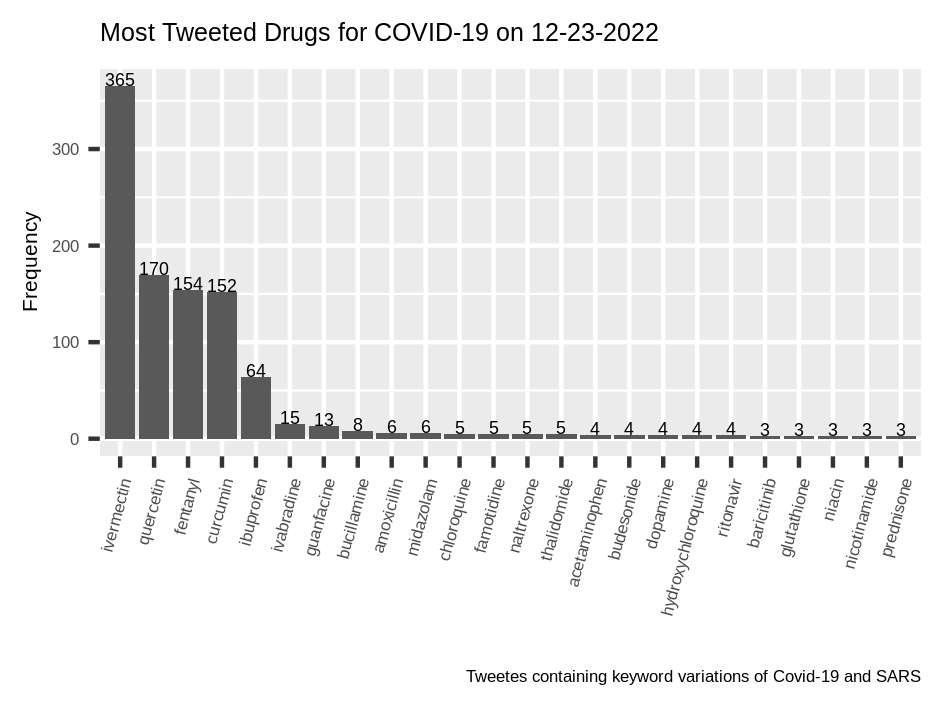 Most Tweeted Drugs for COVID-19 on 12-23-2022
Frequency
300
200
100
0
365
170
154
152
64
15
13
8
6
6
5
5
5
5
4
4
4
4
4
3
3
3
3
3
ivermectin
quercetin
fentanyl
curcumin
ibuprofen
ivabradine
guanfacine
bucillamine
amoxicillin
midazolam
chloroquine
famotidine
naltrexone
thalidomide
acetaminophen
budesonide
dopamine
hydroxychloroquine
ritonavir
baricitinib
glutathione
niacin
nicotinamide
prednisone
Tweetes containing keyword variations of Covid-19 and SARS